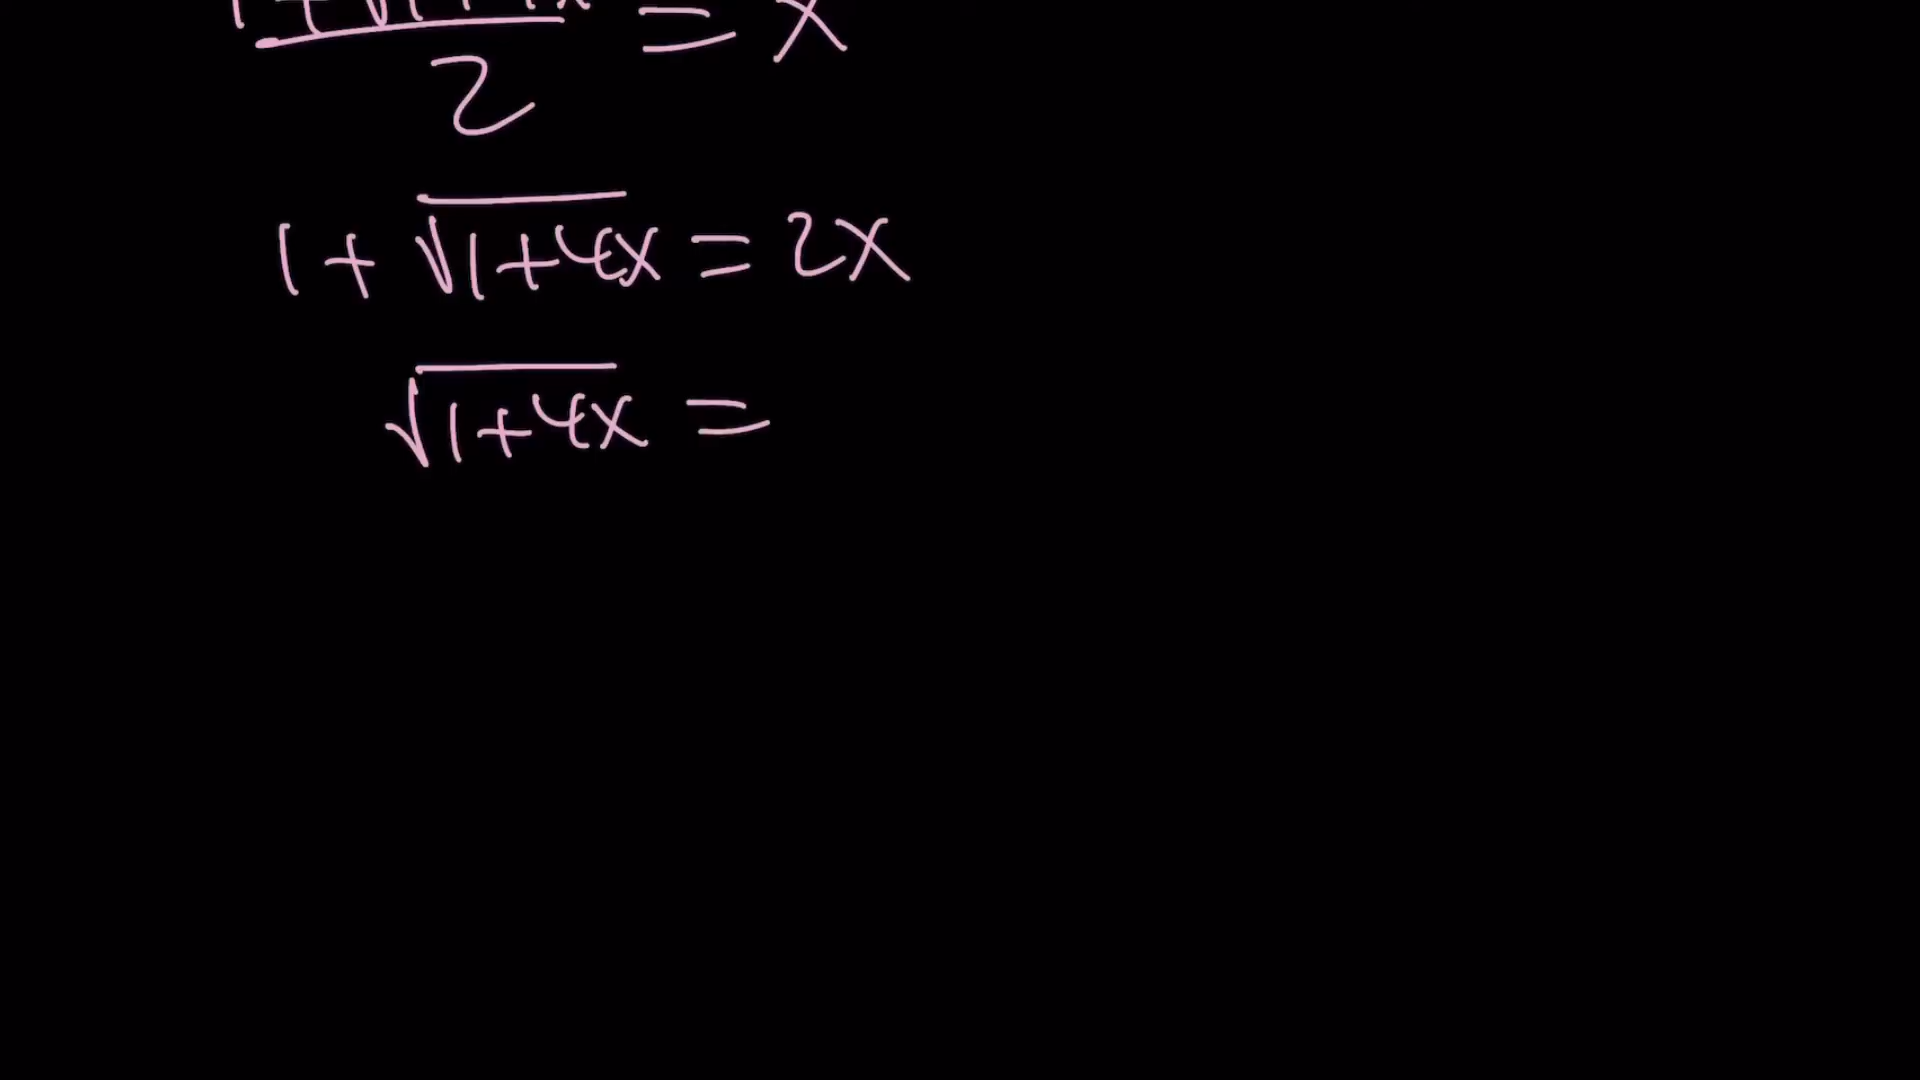 = x
2
1 + √1+4x = 2x
√1+4x =